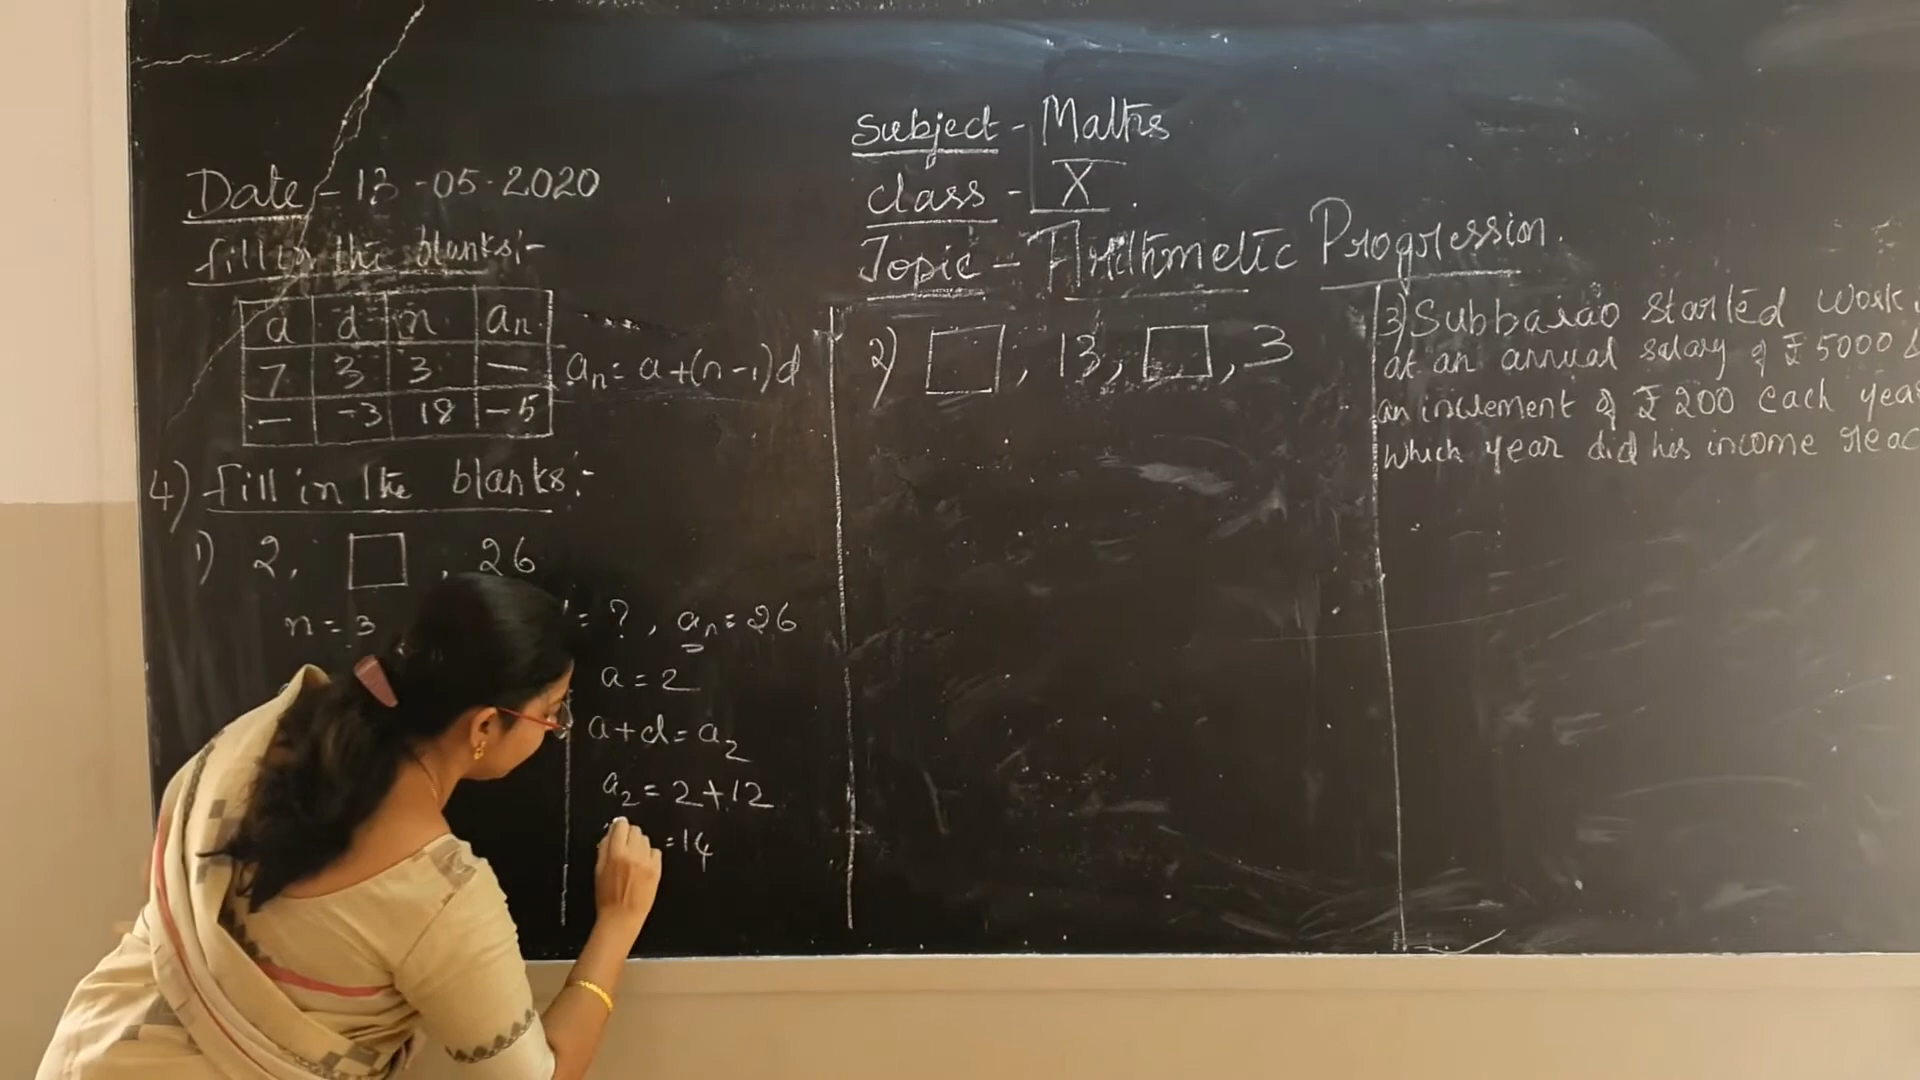 Subject - Maths
Class - X
Topic - Arithmetic Progression.
Date - 13-05-2020
fill in the blanks:-
a d n an
7 3 3 —
— -3 18 -5
an = a+(n-1)d
4) fill in the blanks:-
1) 2, □, 26
n = 3
= ?, an = 26
a = 2
a+d = a2
a2 = 2+12
= 14
2) □, 13, □, 3
3) Subbarao started work
at an annual salary of ₹ 5000 &
an increment of ₹ 200 each year
which year did his income reac